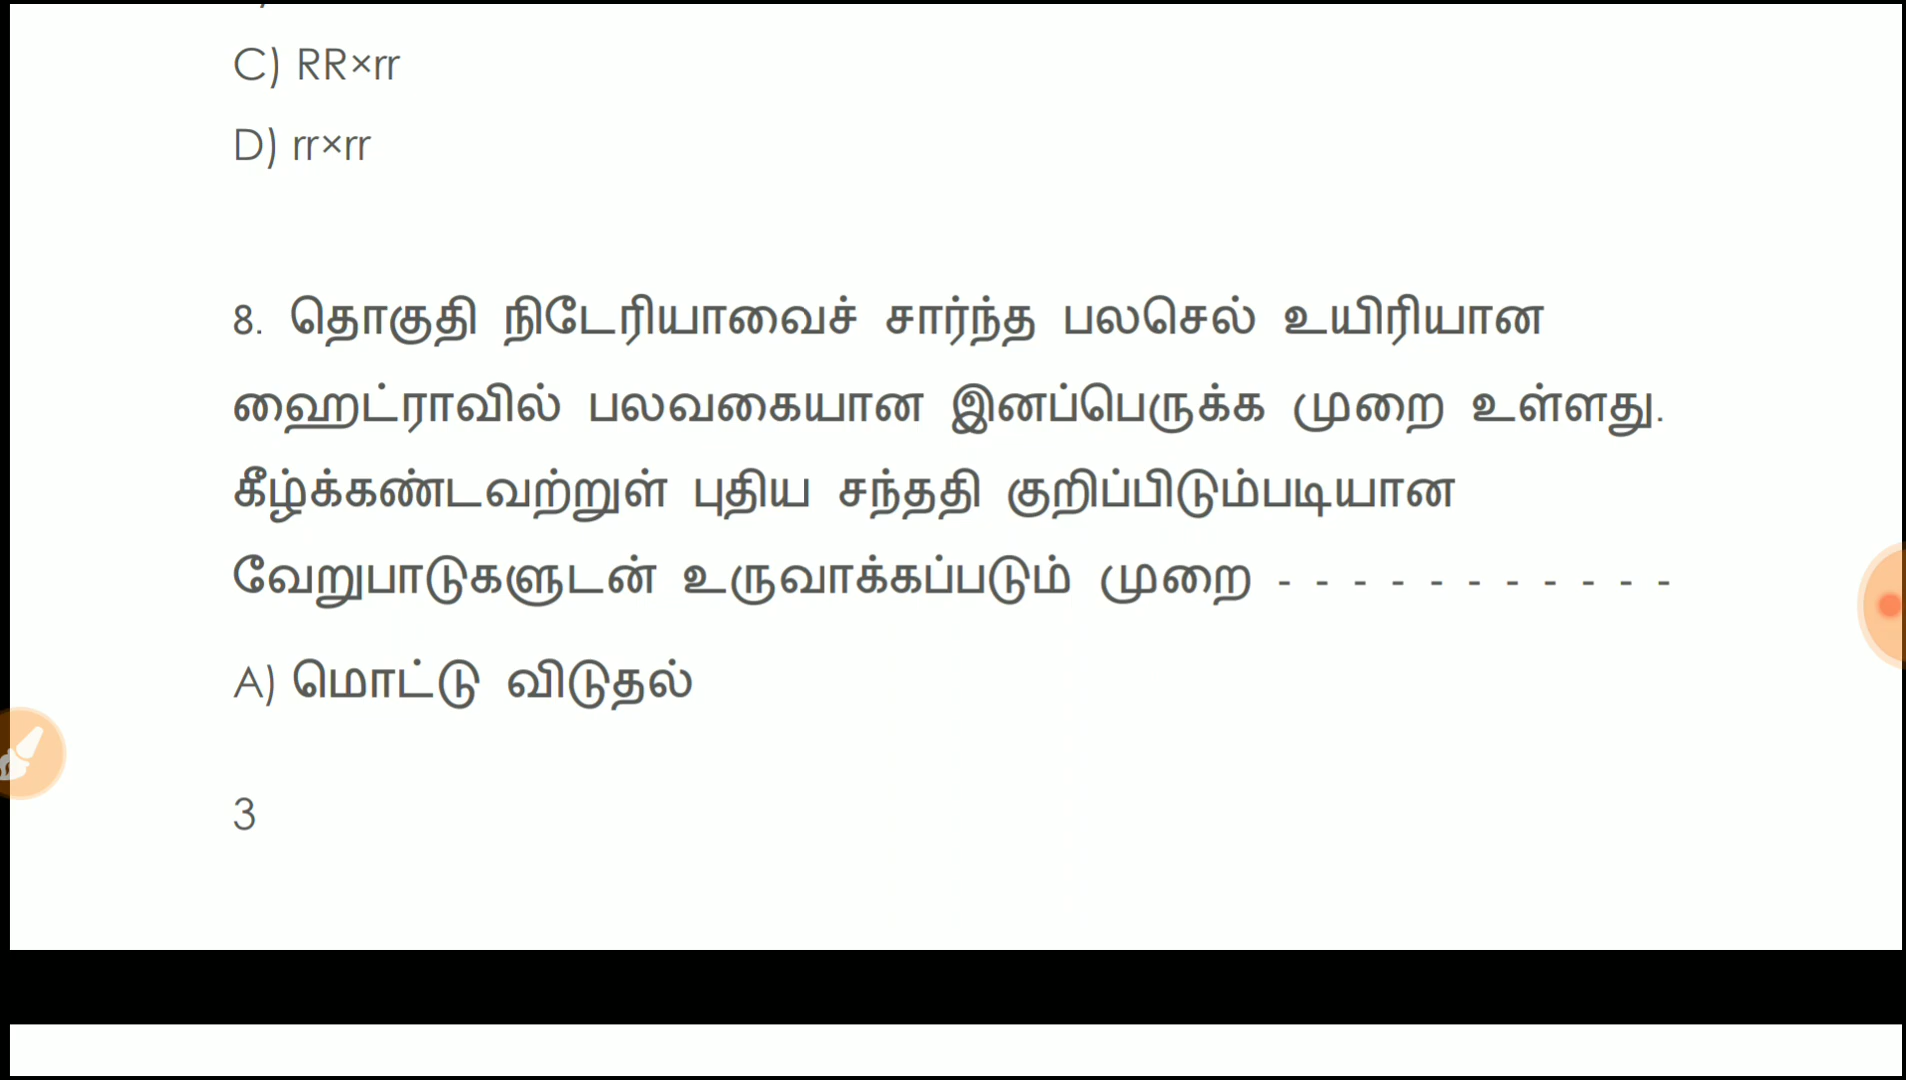 C) RR×rr
D) rr×rr
8. தொகுதி நிடேரியாவைச் சார்ந்த பலசெல் உயிரியான
ஹைட்ராவில் பலவகையான இனப்பெருக்க முறை உள்ளது.
கீழ்க்கண்டவற்றுள் புதிய சந்ததி குறிப்பிடும்படியான
வேறுபாடுகளுடன் உருவாக்கப்படும் முறை - - - - - - - - - - -
A) மொட்டு விடுதல்
3